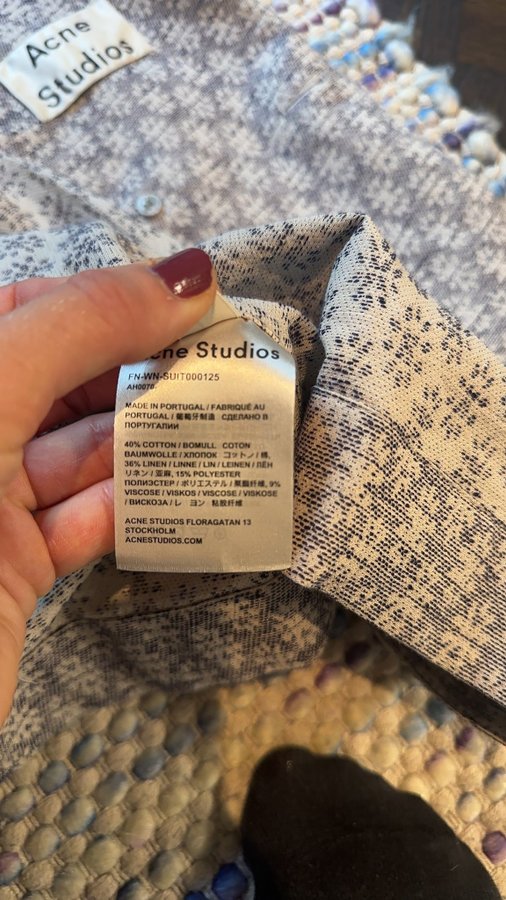 Acne
Studios
Acne Studios
FN-WN-SUIT000125
AH0078-
MADE IN PORTUGAL / FABRIQUÉ AU
PORTUGAL / 葡萄牙制造 СДЕЛАНО В
ПОРТУГАЛИИ
40% COTTON / BOMULL COTON
BAUMWOLLE / ХЛОПОК コットン / 棉,
36% LINEN / LINNE / LIN / LEINEN / ЛЁН
リネン / 亚麻, 15% POLYESTER
ПОЛИЭСТЕР / ポリエステル / 聚酯纤维, 9%
VISCOSE / VISKOS / VISCOSE / VISKOSE
/ ВИСКОЗА / レーヨン 粘胶纤维
ACNE STUDIOS FLORAGATAN 13
STOCKHOLM
ACNESTUDIOS.COM